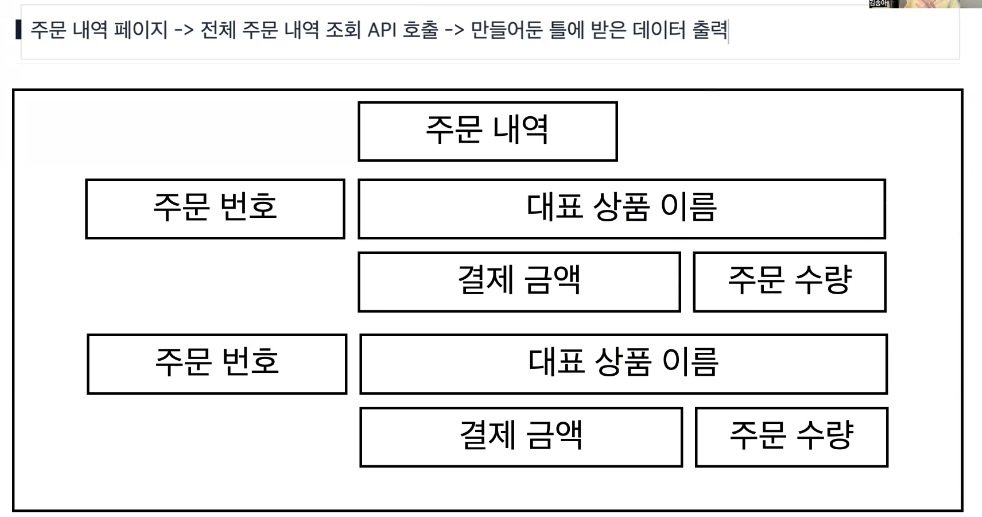 주문 내역 페이지 -> 전체 주문 내역 조회 API 호출 -> 만들어둔 틀에 받은 데이터 출력
주문 내역
주문 번호
대표 상품 이름
결제 금액
주문 수량
주문 번호
대표 상품 이름
결제 금액
주문 수량